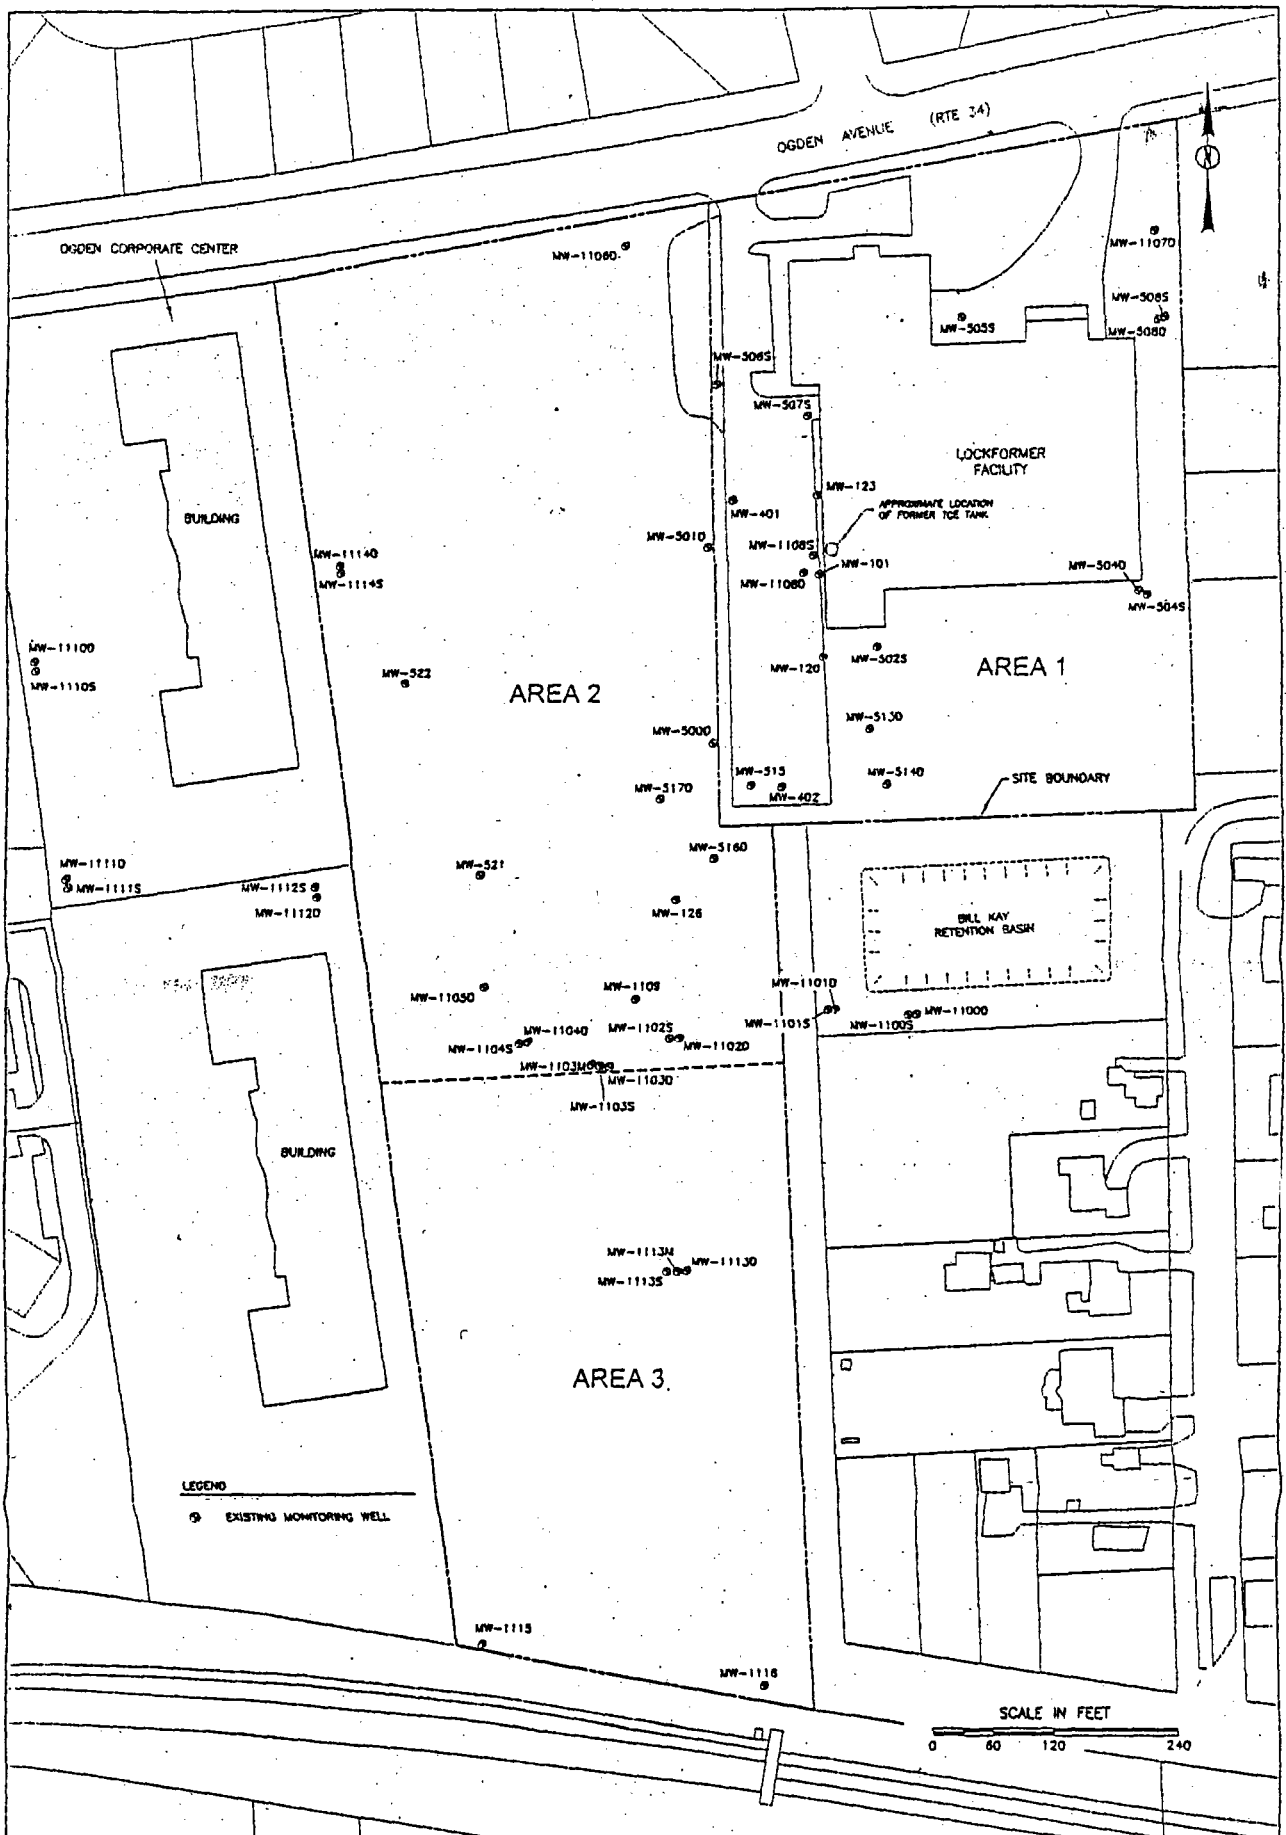 OGDEN AVENUE (RTE 34)
OGDEN CORPORATE CENTER
MW-1106D
MW-1107D
MW-508S
MW-508D
MW-505S
MW-506S
MW-507S
LOCKFORMER
FACILITY
MW-123
MW-401
APPROXIMATE LOCATION
OF FORMER TCE TANK
BUILDING
MW-501D
MW-1108S
MW-1114D
MW-1114S
MW-101
MW-1108D
MW-504D
MW-504S
MW-1110D
MW-1110S
MW-120
MW-502S
AREA 1
MW-522
AREA 2
MW-500D
MW-513D
MW-517D
MW-515
MW-402
MW-514D
SITE BOUNDARY
MW-516D
MW-1111D
MW-1111S
MW-1112S
MW-1112D
MW-521
MW-126
BILL KAY
RETENTION BASIN
MW-1105D
MW-1109
MW-1101D
MW-1101S
MW-1100S
MW-1100D
MW-1104D
MW-1104S
MW-1102S
MW-1102D
MW-1103M
MW-1103D
MW-1103S
BUILDING
MW-1113M
MW-1113D
MW-1113S
AREA 3
LEGEND
EXISTING MONITORING WELL
MW-1115
MW-1116
SCALE IN FEET
0 60 120 240